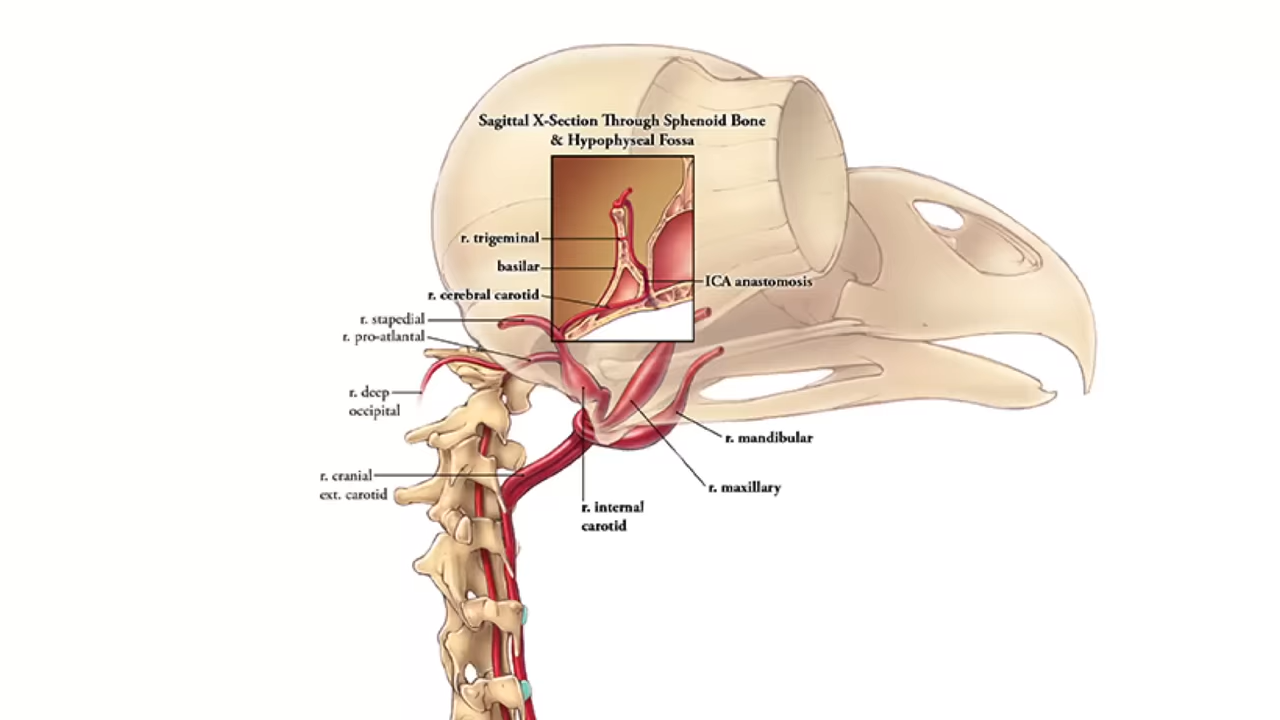 Sagittal X-Section Through Sphenoid Bone
& Hypophyseal Fossa
r. trigeminal
basilar
ICA anastomosis
r. cerebral carotid
r. stapedial
r. pro-atlantal
r. deep
occipital
r. mandibular
r. cranial
ext. carotid
r. maxillary
r. internal
carotid